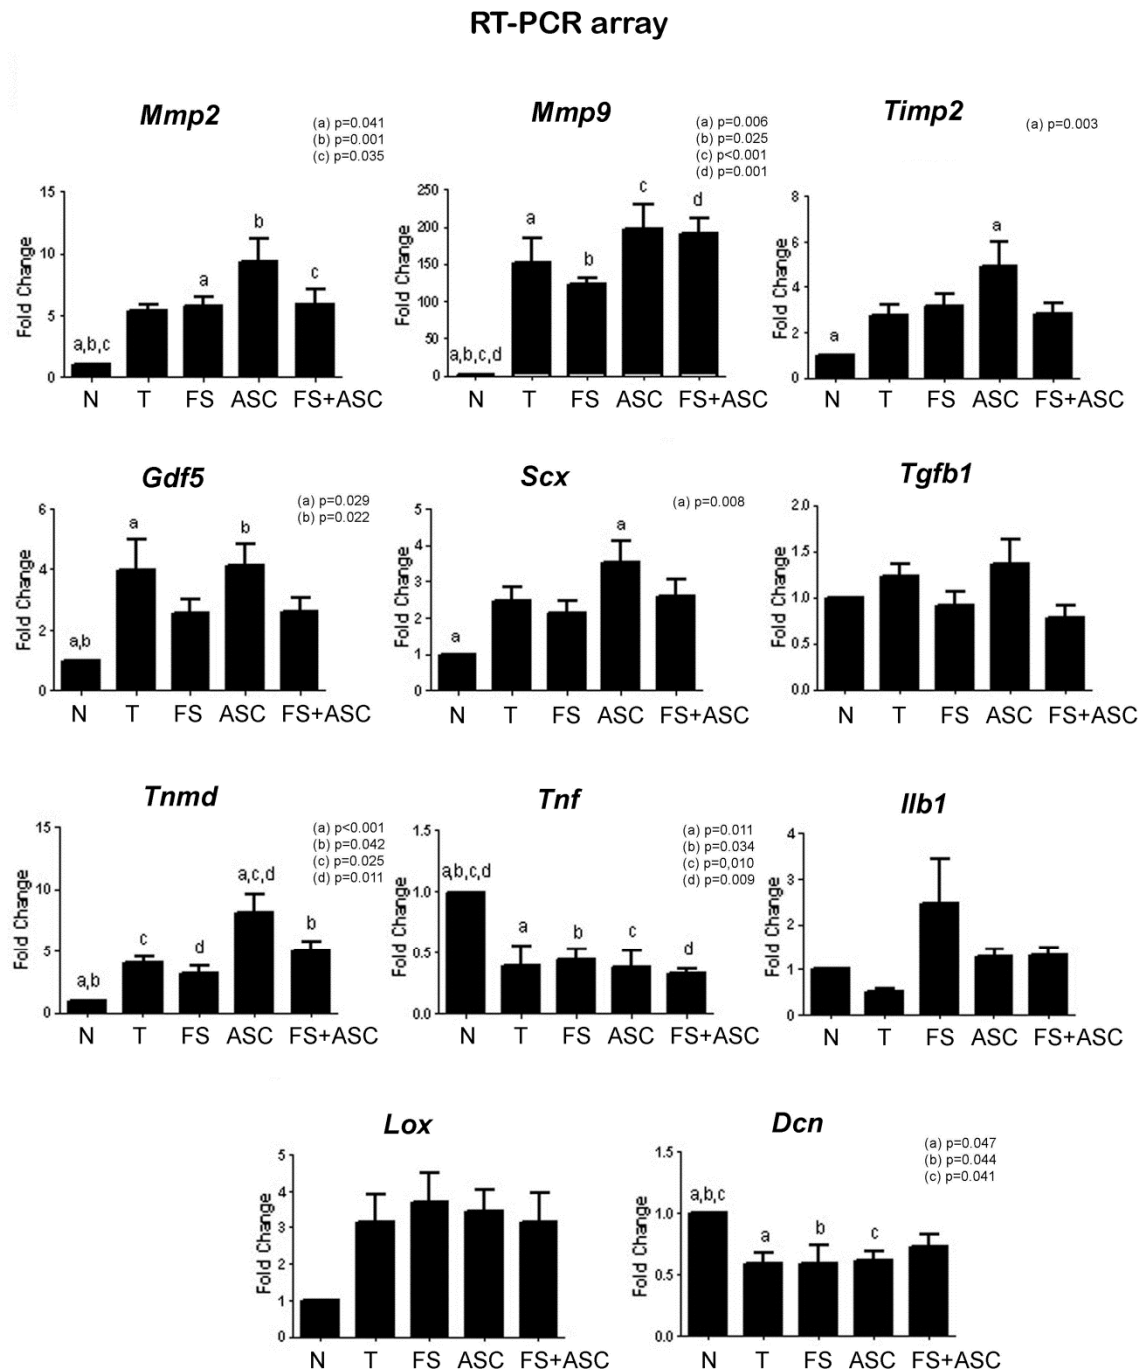 RT-PCR array
Mmp2
(a) p=0.041
(b) p=0.001
(c) p=0.035
Fold Change
15
10
5
0
a,b,c
a
b
c
N T FS ASC FS+ASC
Mmp9
(a) p=0.006
(b) p=0.025
(c) p<0.001
(d) p=0.001
Fold Change
250
200
150
100
50
0
a,b,c,d
a
b
c
d
N T FS ASC FS+ASC
Timp2
(a) p=0.003
Fold Change
8
6
4
2
0
a
a
N T FS ASC FS+ASC
Gdf5
(a) p=0.029
(b) p=0.022
Fold Change
6
4
2
0
a,b
a
b
N T FS ASC FS+ASC
Scx
(a) p=0.008
Fold Change
5
4
3
2
1
0
a
a
N T FS ASC FS+ASC
Tgfb1
Fold Change
2.0
1.5
1.0
0.5
0.0
N T FS ASC FS+ASC
Tnmd
(a) p<0.001
(b) p=0.042
(c) p=0.025
(d) p=0.011
Fold Change
15
10
5
0
a,b
c
d
a,c,d
b
N T FS ASC FS+ASC
Tnf
(a) p=0.011
(b) p=0.034
(c) p=0,010
(d) p=0.009
Fold Change
1.5
1.0
0.5
0.0
a,b,c,d
a
b
c
d
N T FS ASC FS+ASC
Ilb1
Fold Change
4
3
2
1
0
N T FS ASC FS+ASC
Lox
Fold Change
5
4
3
2
1
0
N T FS ASC FS+ASC
Dcn
(a) p=0.047
(b) p=0.044
(c) p=0.041
Fold Change
1.5
1.0
0.5
0.0
a,b,c
a
b
c
N T FS ASC FS+ASC